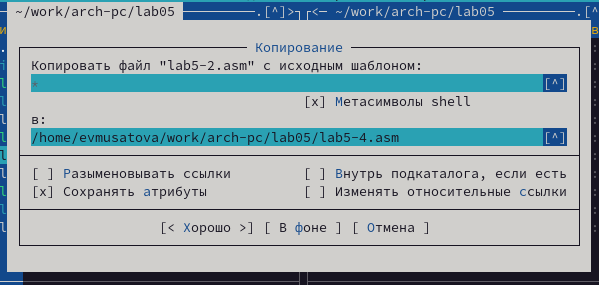 ~/work/arch-pc/lab05 .[^]>┐┌<─ ~/work/arch-pc/lab05 .[^
Копирование
Копировать файл "lab5-2.asm" с исходным шаблоном:
* [^]
[x] Метасимволы shell
в:
/home/evmusatova/work/arch-pc/lab05/lab5-4.asm [^]
[ ] Разыменовывать ссылки [ ] Внутрь подкаталога, если есть
[x] Сохранять атрибуты [ ] Изменять относительные ссылки
[< Хорошо >] [ В фоне ] [ Отмена ]